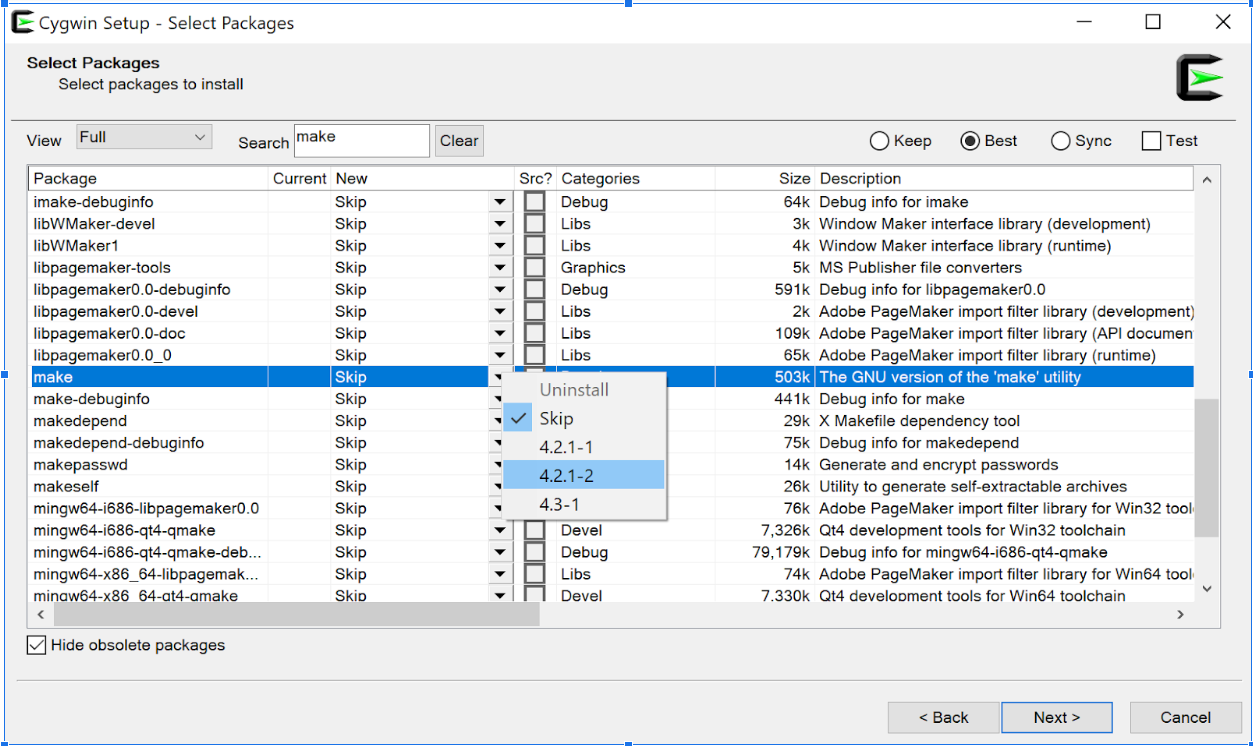 Cygwin Setup - Select Packages
Select Packages
Select packages to install
View Full Search make Clear Keep Best Sync Test
Package Current New Src? Categories Size Description
imake-debuginfo Skip Debug 64k Debug info for imake
libWMaker-devel Skip Libs 3k Window Maker interface library (development)
libWMaker1 Skip Libs 4k Window Maker interface library (runtime)
libpagemaker-tools Skip Graphics 5k MS Publisher file converters
libpagemaker0.0-debuginfo Skip Debug 591k Debug info for libpagemaker0.0
libpagemaker0.0-devel Skip Libs 2k Adobe PageMaker import filter library (development)
libpagemaker0.0-doc Skip Libs 109k Adobe PageMaker import filter library (API documen
libpagemaker0.0_0 Skip Libs 65k Adobe PageMaker import filter library (runtime)
make Skip 503k The GNU version of the 'make' utility
make-debuginfo Skip 441k Debug info for make
makedepend Skip 29k X Makefile dependency tool
makedepend-debuginfo Skip 75k Debug info for makedepend
makepasswd Skip 14k Generate and encrypt passwords
makeself Skip 26k Utility to generate self-extractable archives
mingw64-i686-libpagemaker0.0 Skip 76k Adobe PageMaker import filter library for Win32 tool
Uninstall
Skip
4.2.1-1
4.2.1-2
4.3-1
mingw64-i686-qt4-qmake Skip Devel 7,326k Qt4 development tools for Win32 toolchain
mingw64-i686-qt4-qmake-deb... Skip Debug 79,179k Debug info for mingw64-i686-qt4-qmake
mingw64-x86_64-libpagemak... Skip Libs 74k Adobe PageMaker import filter library for Win64 tool
mingw64-x86_64-qt4-qmake Skip Devel 7,330k Qt4 development tools for Win64 toolchain
Hide obsolete packages
< Back Next > Cancel